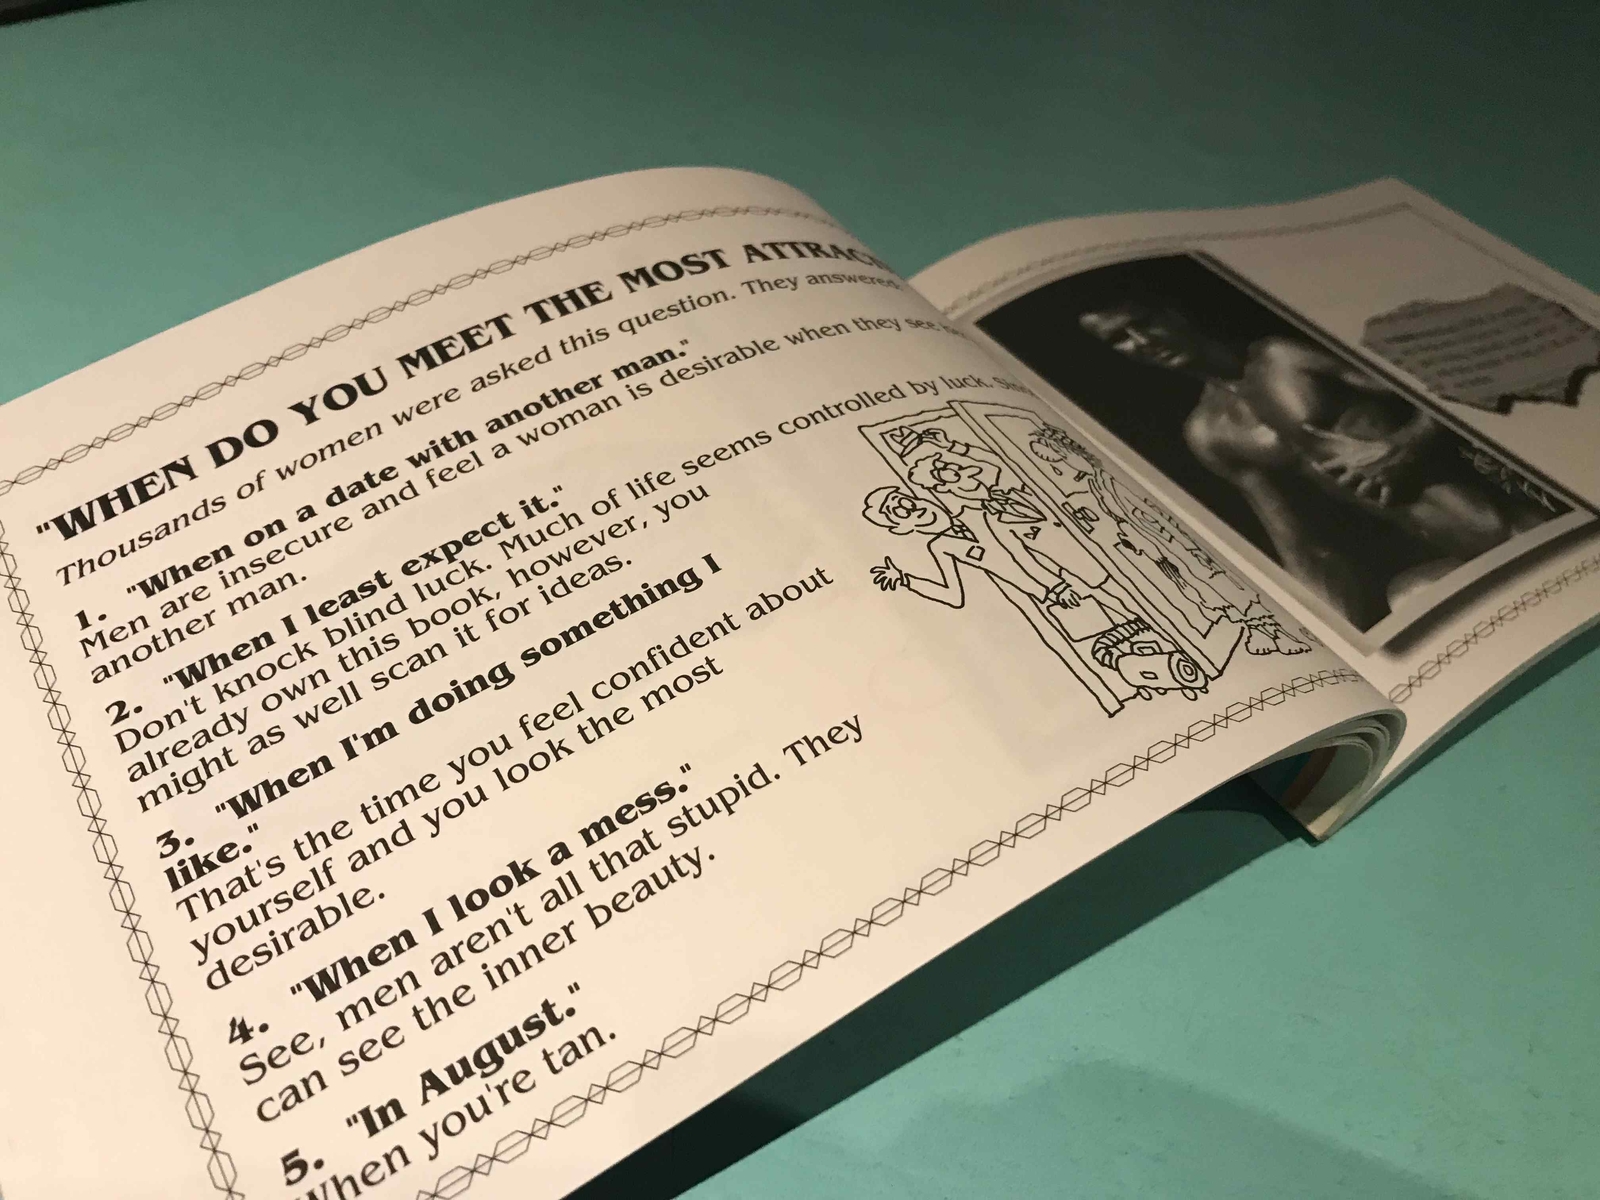 "WHEN DO YOU MEET THE MOST
Thousands of women were asked this question. They answered:
1. "When on a date with another man."
Men are insecure and feel a woman is desirable when they see
another man.
2. "When I least expect it."
Don't knock blind luck. Much of life seems controlled by luck.
already own this book, however, you
might as well scan it for ideas.
3. "When I'm doing something I
like."
That's the time you feel confident about
yourself and you look the most
desirable.
4. "When I look a mess."
See, men aren't all that stupid. They
can see the inner beauty.
5. "In August."
When you're tan.